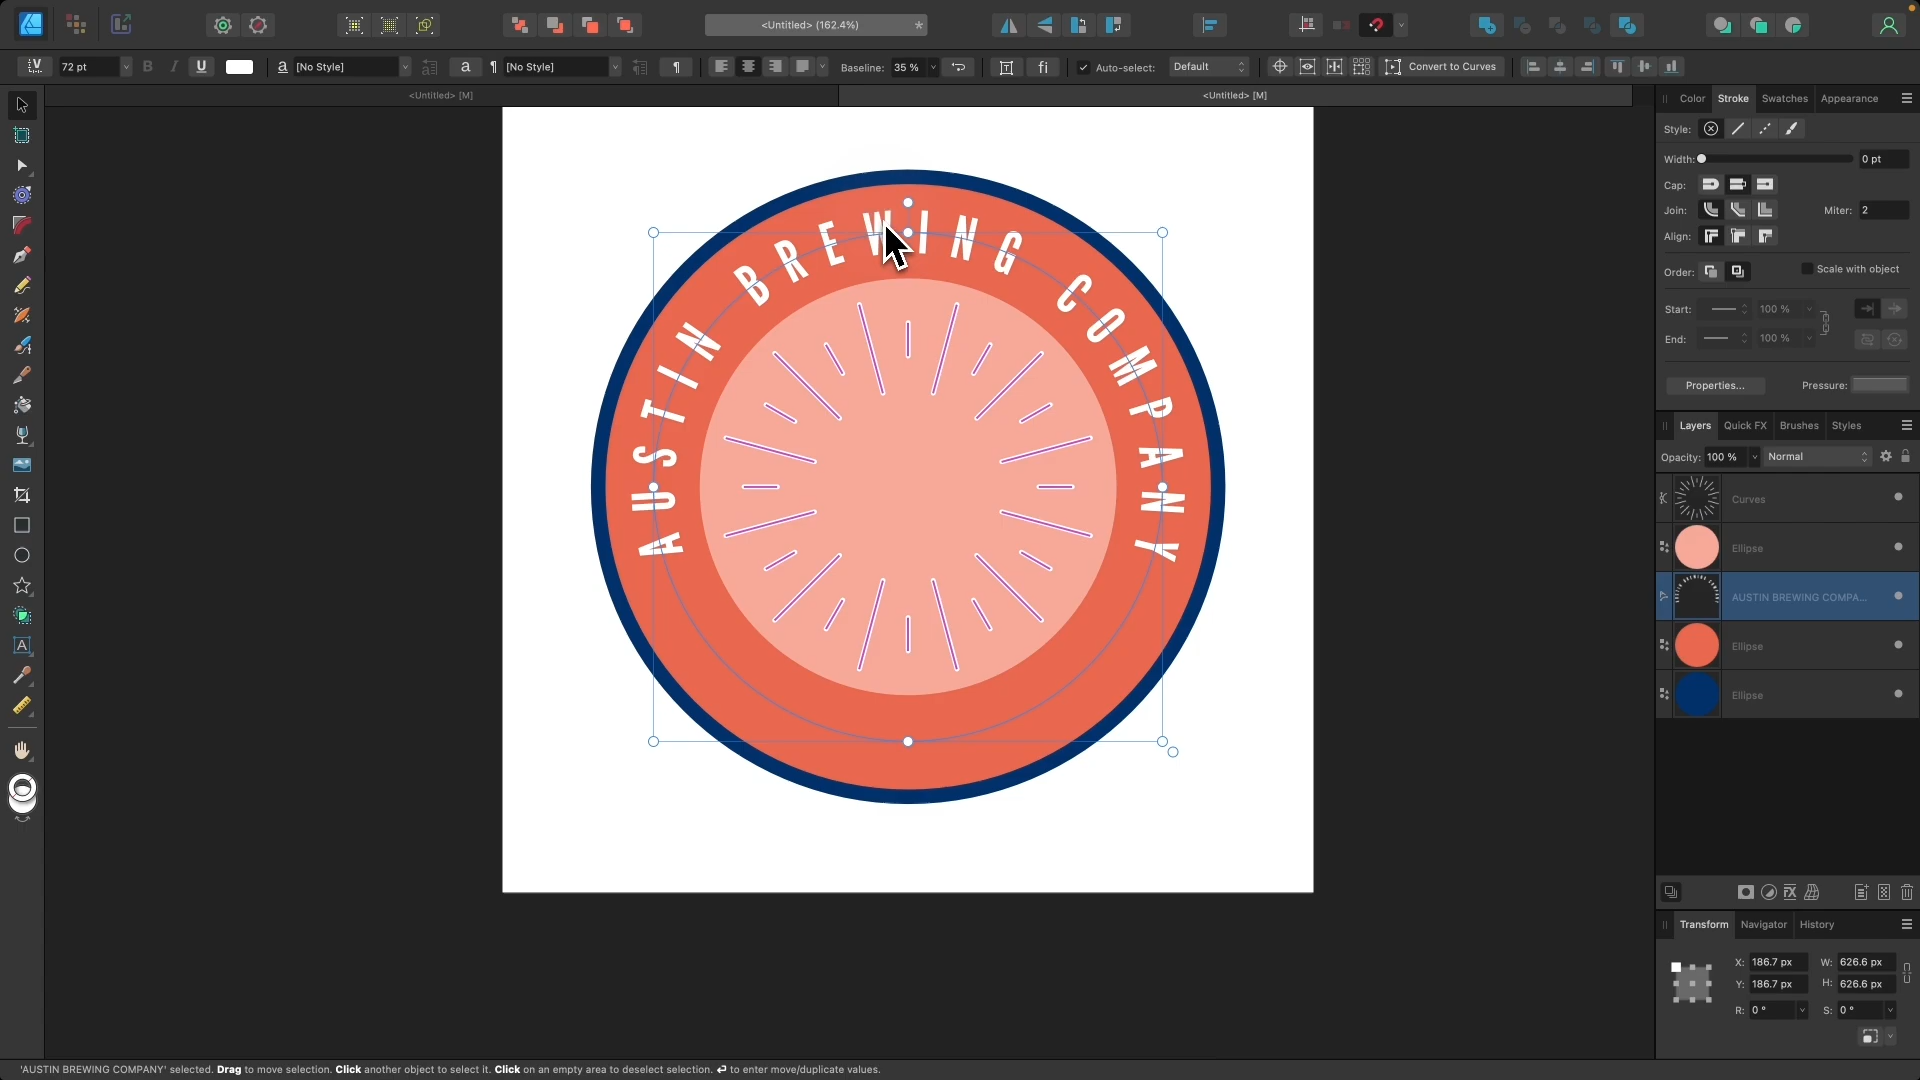 <Untitled> (162.4%)
*
72 pt
B I U
a [No Style]
a
¶ [No Style]
¶
Baseline: 35 %
fi
Auto-select: Default
Convert to Curves
<Untitled> [M]
<Untitled> [M]
AUSTIN BREWING COMPANY
A
Color Stroke Swatches Appearance
Style:
Width: 0 pt
Cap:
Join: Miter: 2
Align:
Order: Scale with object
Start: 100 %
End: 100 %
Properties... Pressure:
Layers Quick FX Brushes Styles
Opacity: 100 % Normal
Curves
Ellipse
AUSTIN BREWING COMPA...
Ellipse
Ellipse
Transform Navigator History
X: 186.7 px W: 626.6 px
Y: 186.7 px H: 626.6 px
R: 0 ° S: 0 °
'AUSTIN BREWING COMPANY' selected. Drag to move selection. Click another object to select it. Click on an empty area to deselect selection. ⏎ to enter move/duplicate values.